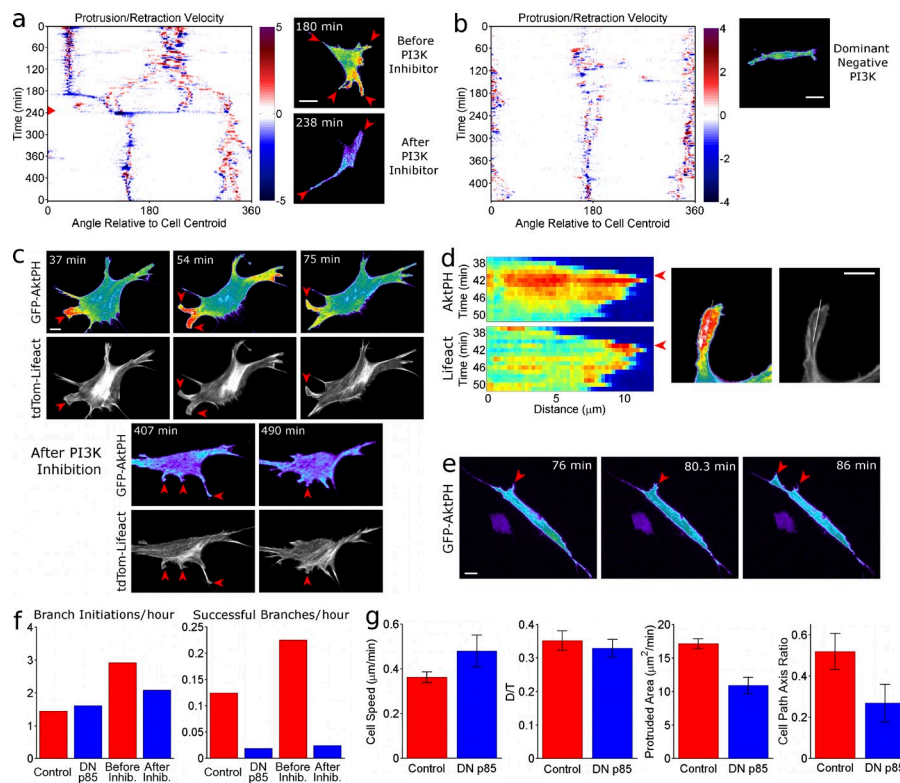 a
Protrusion/Retraction Velocity
Time (min)
0
60
120
180
240
300
360
420
0
180
360
Angle Relative to Cell Centroid
5
0
-5
180 min
Before
PI3K
Inhibitor
238 min
After
PI3K
Inhibitor
b
Protrusion/Retraction Velocity
Time (min)
0
100
200
300
400
0
180
360
Angle Relative to Cell Centroid
4
2
0
-2
-4
Dominant
Negative
PI3K
c
GFP-AktPH
37 min
54 min
75 min
tdTom-Lifeact
After PI3K
Inhibition
GFP-AktPH
407 min
490 min
tdTom-Lifeact
d
AktPH
Time (min)
38
42
46
50
Lifeact
Time (min)
38
42
46
50
0
5
10
Distance (μm)
e
GFP-AktPH
76 min
80.3 min
86 min
f
Branch Initiations/hour
4
3
2
1
0
Control
DN
p85
Before
Inhib.
After
Inhib.
Successful Branches/hour
0.25
0.20
0.15
0.10
0.05
0
Control
DN
p85
Before
Inhib.
After
Inhib.
g
Cell Speed (μm/min)
0.6
0.4
0.2
0
Control
DN p85
D/T
0.4
0.3
0.2
0.1
0
Control
DN p85
Protruded Area (μm²/min)
20
15
10
5
0
Control
DN p85
Cell Path Axis Ratio
0.6
0.4
0.2
Control
DN p85